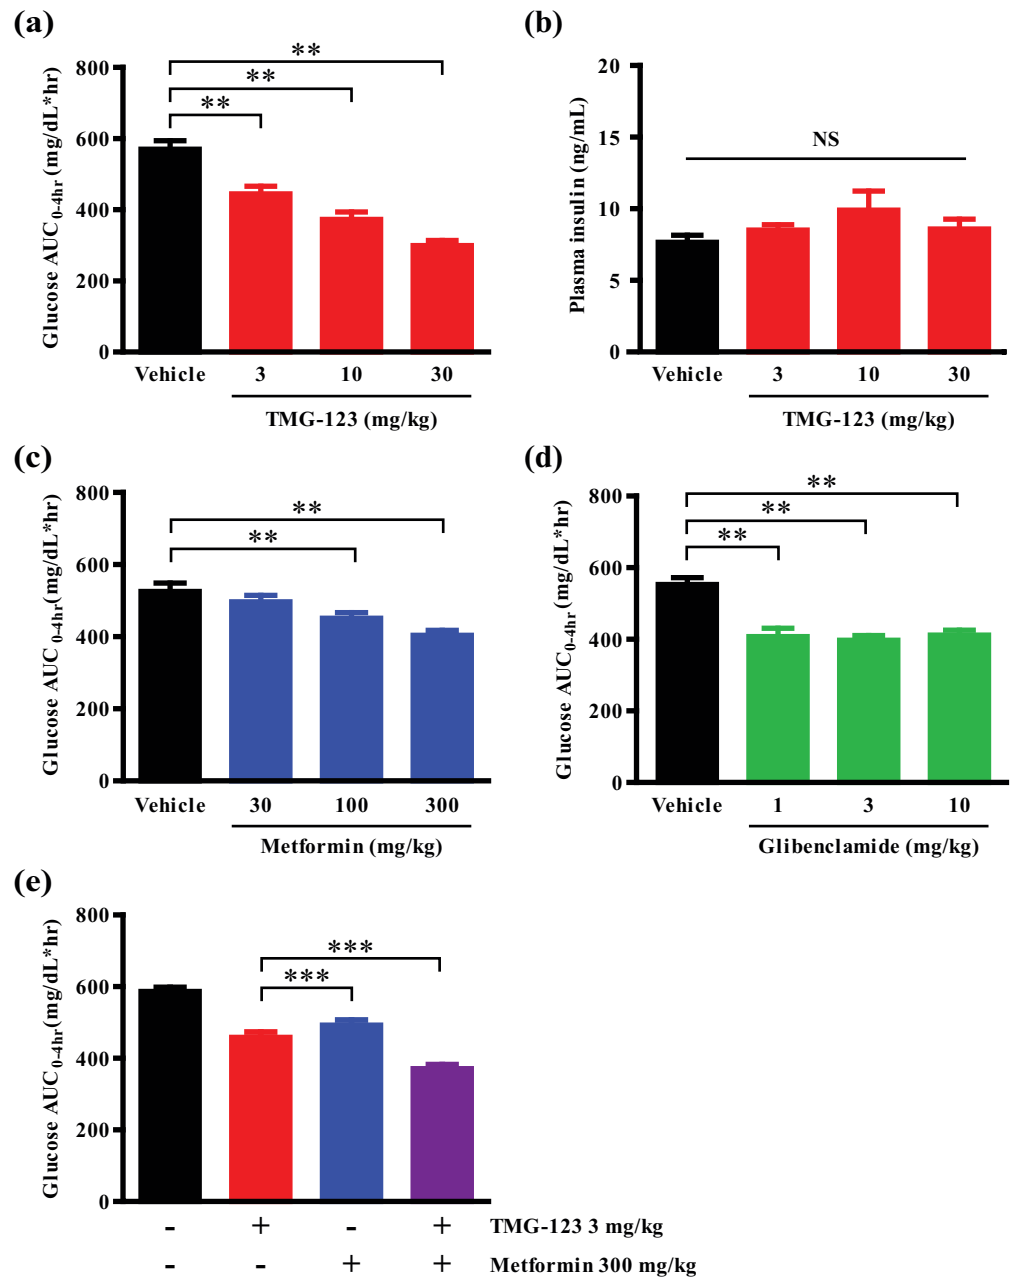 (a)
Glucose AUC0-4hr (mg/dL*hr)
800
600
400
200
0
**
**
**
Vehicle 3 10 30
TMG-123 (mg/kg)
(b)
Plasma insulin (ng/mL)
20
15
10
5
0
NS
Vehicle 3 10 30
TMG-123 (mg/kg)
(c)
Glucose AUC0-4hr(mg/dL*hr)
800
600
400
200
0
**
**
Vehicle 30 100 300
Metformin (mg/kg)
(d)
Glucose AUC0-4hr(mg/dL*hr)
800
600
400
200
0
**
**
**
Vehicle 1 3 10
Glibenclamide (mg/kg)
(e)
Glucose AUC0-4hr(mg/dL*hr)
800
600
400
200
0
***
***
- + - + TMG-123 3 mg/kg
- - + + Metformin 300 mg/kg